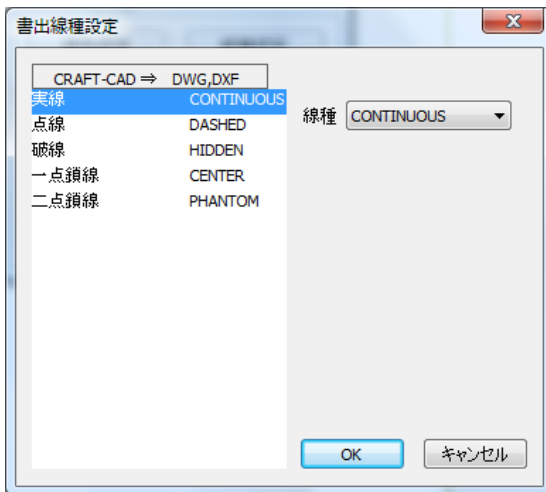 書出線種設定
CRAFT-CAD ⇒ DWG,DXF
実線 CONTINUOUS
点線 DASHED
破線 HIDDEN
一点鎖線 CENTER
二点鎖線 PHANTOM
線種 CONTINUOUS
OK キャンセル